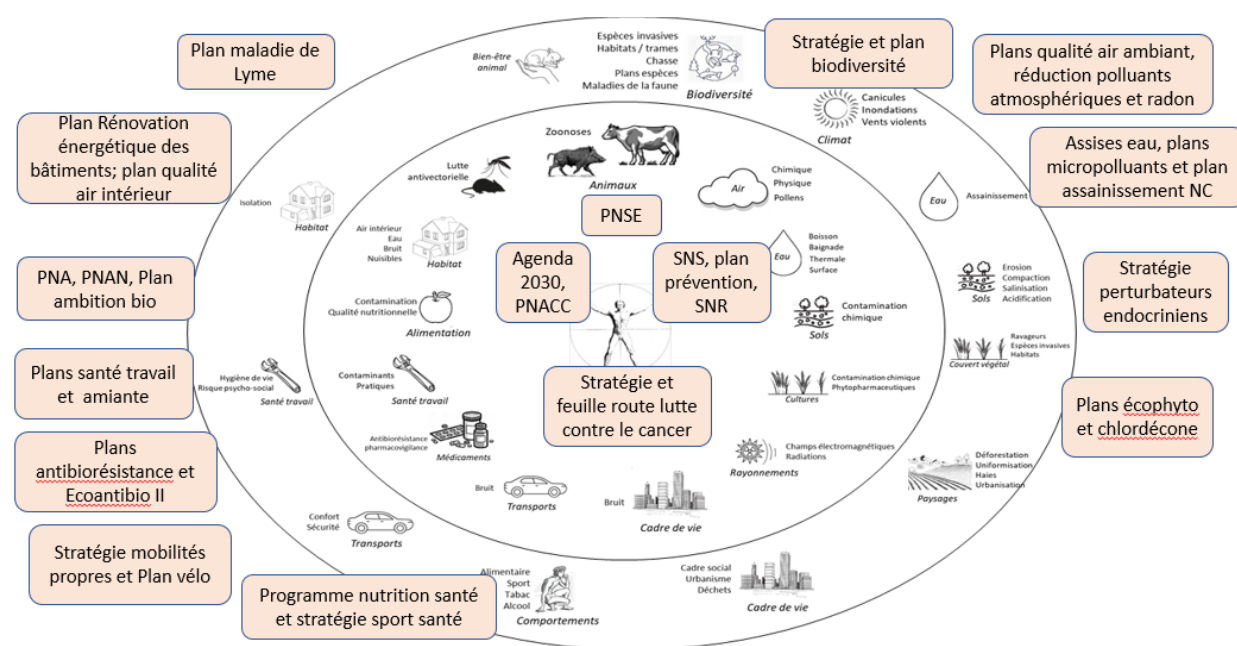 Plan maladie de
Lyme
Bien-être
animal
Espèces invasives
Habitats / trames
Chasse
Plans espèces
Maladies de la faune
Biodiversité
Stratégie et plan
biodiversité
Plans qualité air ambiant,
réduction polluants
atmosphériques et radon
Canicules
Inondations
Vents violents
Climat
Plan Rénovation
énergétique des
bâtiments; plan qualité
air intérieur
Zoonoses
Animaux
Lutte
antivectorielle
Air
Chimique
Physique
Pollens
Assises eau, plans
micropolluants et plan
assainissement NC
Eau
Assainissement
Isolation
Habitat
PNSE
Air intérieur
Eau
Bruit
Nuisibles
Habitat
Agenda
2030,
PNACC
SNS, plan
prévention,
SNR
Eau
Boisson
Baignade
Thermale
Surface
PNA, PNAN, Plan
ambition bio
Contamination
Qualité nutritionnelle
Alimentation
Contamination
chimique
Sols
Erosion
Compaction
Salinisation
Acidification
Sols
Stratégie
perturbateurs
endocriniens
Ravageurs
Espèces invasives
Habitats
Couvert végétal
Plans santé travail
et amiante
Hygiène de vie
Risque psycho-social
Santé travail
Contaminants
Pratiques
Santé travail
Stratégie et
feuille route lutte
contre le cancer
Contamination chimique
Phytopharmaceutiques
Cultures
Plans écophyto
et chlordécone
Plans
antibiorésistance et
Ecoantibio II
Antibiorésistance
pharmacovigilance
Médicaments
Champs électromagnétiques
Radiations
Rayonnements
Déforestation
Uniformisation
Haies
Urbanisation
Paysages
Bruit
Transports
Bruit
Cadre de vie
Confort
Sécurité
Transports
Stratégie mobilités
propres et Plan vélo
Programme nutrition santé
et stratégie sport santé
Alimentaire
Sport
Tabac
Alcool
Comportements
Cadre social
Urbanisme
Déchets
Cadre de vie